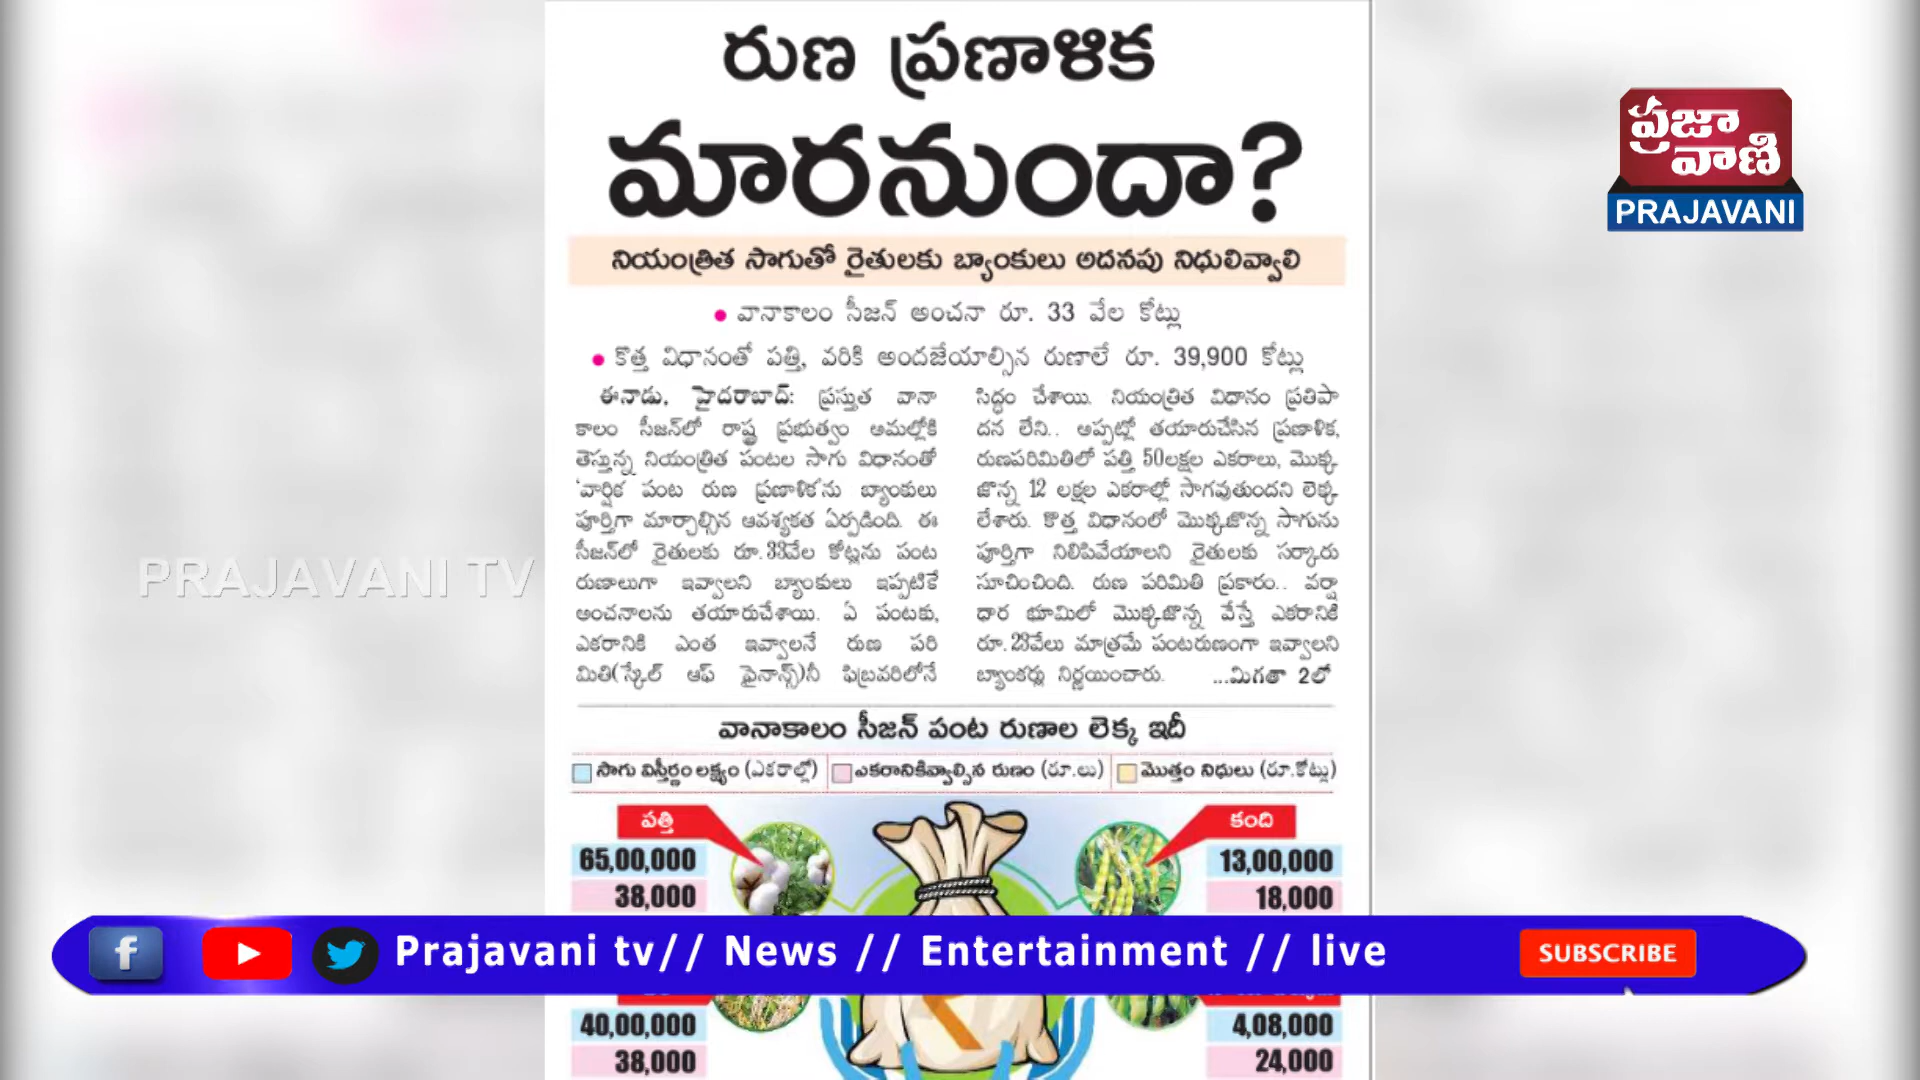 రుణ ప్రణాళిక
మారనుందా?
నియంత్రిత సాగుతో రైతులకు బ్యాంకులు అదనపు నిధులివ్వాలి
● వానాకాలం సీజన్ అంచనా రూ. 33 వేల కోట్లు
● కొత్త విధానంతో పత్తి, వరికి అందజేయాల్సిన రుణాలే రూ. 39,900 కోట్లు
ఈనాడు, హైదరాబాద్: ప్రస్తుత వానా
కాలం సీజన్‌లో రాష్ట్ర ప్రభుత్వం అమల్లోకి
తెస్తున్న నియంత్రిత పంటల సాగు విధానంతో
'వార్షిక పంట రుణ ప్రణాళిక'ను బ్యాంకులు
పూర్తిగా మార్చాల్సిన ఆవశ్యకత ఏర్పడింది. ఈ
సీజన్‌లో రైతులకు రూ.33వేల కోట్లను పంట
రుణాలుగా ఇవ్వాలని బ్యాంకులు ఇప్పటికే
అంచనాలను తయారుచేశాయి. ఏ పంటకు,
ఎకరానికి ఎంత ఇవ్వాలనే రుణ పరి
మితి(స్కేల్ ఆఫ్ ఫైనాన్స్)నీ ఫిబ్రవరిలోనే
సిద్ధం చేశాయి. నియంత్రిత విధానం ప్రతిపా
దన లేని.. అప్పట్లో తయారుచేసిన ప్రణాళిక,
రుణపరిమితిలో పత్తి 50లక్షల ఎకరాలు, మొక్క
జొన్న 12 లక్షల ఎకరాల్లో సాగవుతుందని లెక్క
లేశారు. కొత్త విధానంలో మొక్కజొన్న సాగును
పూర్తిగా నిలిపివేయాలని రైతులకు సర్కారు
సూచించింది. రుణ పరిమితి ప్రకారం.. వర్షా
ధార భూమిలో మొక్కజొన్న వేస్తే ఎకరానికి
రూ.23వేలు మాత్రమే పంటరుణంగా ఇవ్వాలని
బ్యాంకర్లు నిర్ణయించారు. ...మిగతా 2లో
వానాకాలం సీజన్ పంట రుణాల లెక్క ఇదీ
సాగు విస్తీర్ణం లక్ష్యం (ఎకరాల్లో) ఎకరానికివ్వాల్సిన రుణం (రూ.లు) మొత్తం నిధులు (రూ.కోట్లు)
పత్తి
65,00,000
38,000
కంది
13,00,000
18,000
40,00,000
38,000
4,08,000
24,000
ప్రజా
వాణి
PRAJAVANI
PRAJAVANI TV
Prajavani tv// News // Entertainment // live
SUBSCRIBE